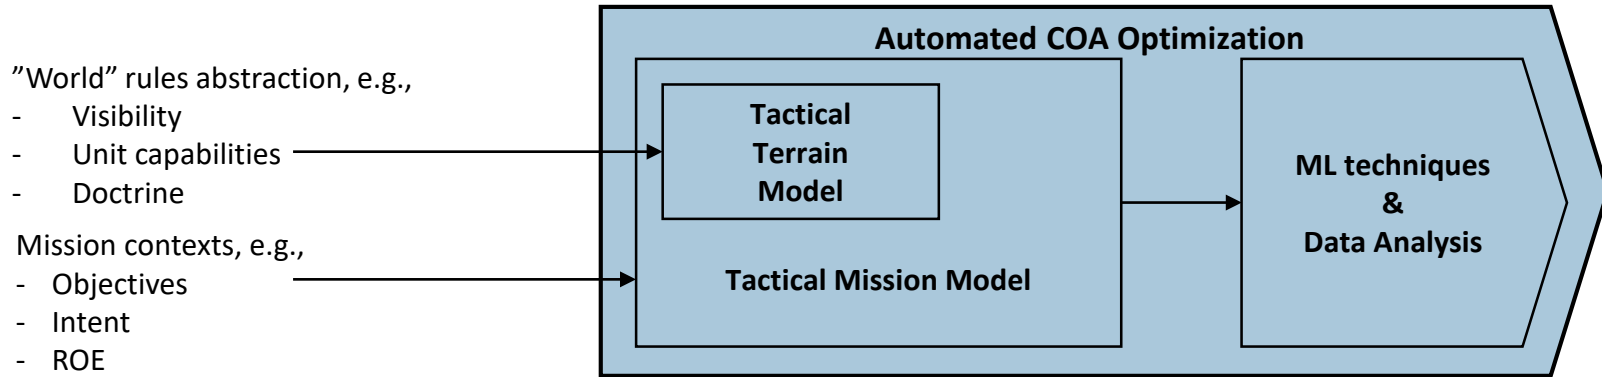 ”World” rules abstraction, e.g.,
- Visibility
- Unit capabilities
- Doctrine
Mission contexts, e.g.,
- Objectives
- Intent
- ROE
Automated COA Optimization
Tactical
Terrain
Model
Tactical Mission Model
ML techniques
&
Data Analysis